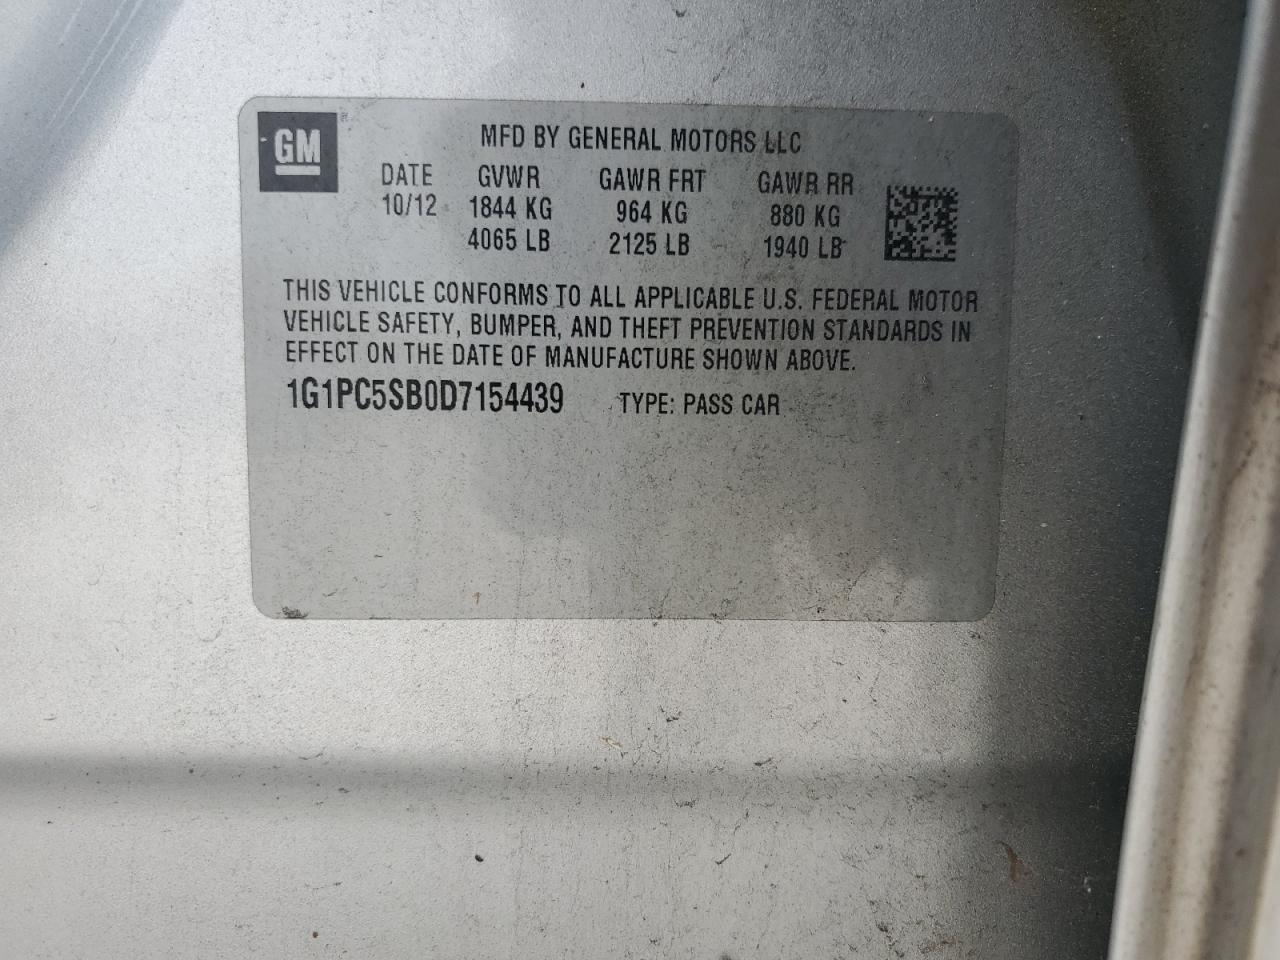 GM
MFD BY GENERAL MOTORS LLC
DATE GVWR GAWR FRT GAWR RR
10/12 1844 KG 964 KG 880 KG
4065 LB 2125 LB 1940 LB
THIS VEHICLE CONFORMS TO ALL APPLICABLE U.S. FEDERAL MOTOR
VEHICLE SAFETY, BUMPER, AND THEFT PREVENTION STANDARDS IN
EFFECT ON THE DATE OF MANUFACTURE SHOWN ABOVE.
1G1PC5SB0D7154439 TYPE: PASS CAR